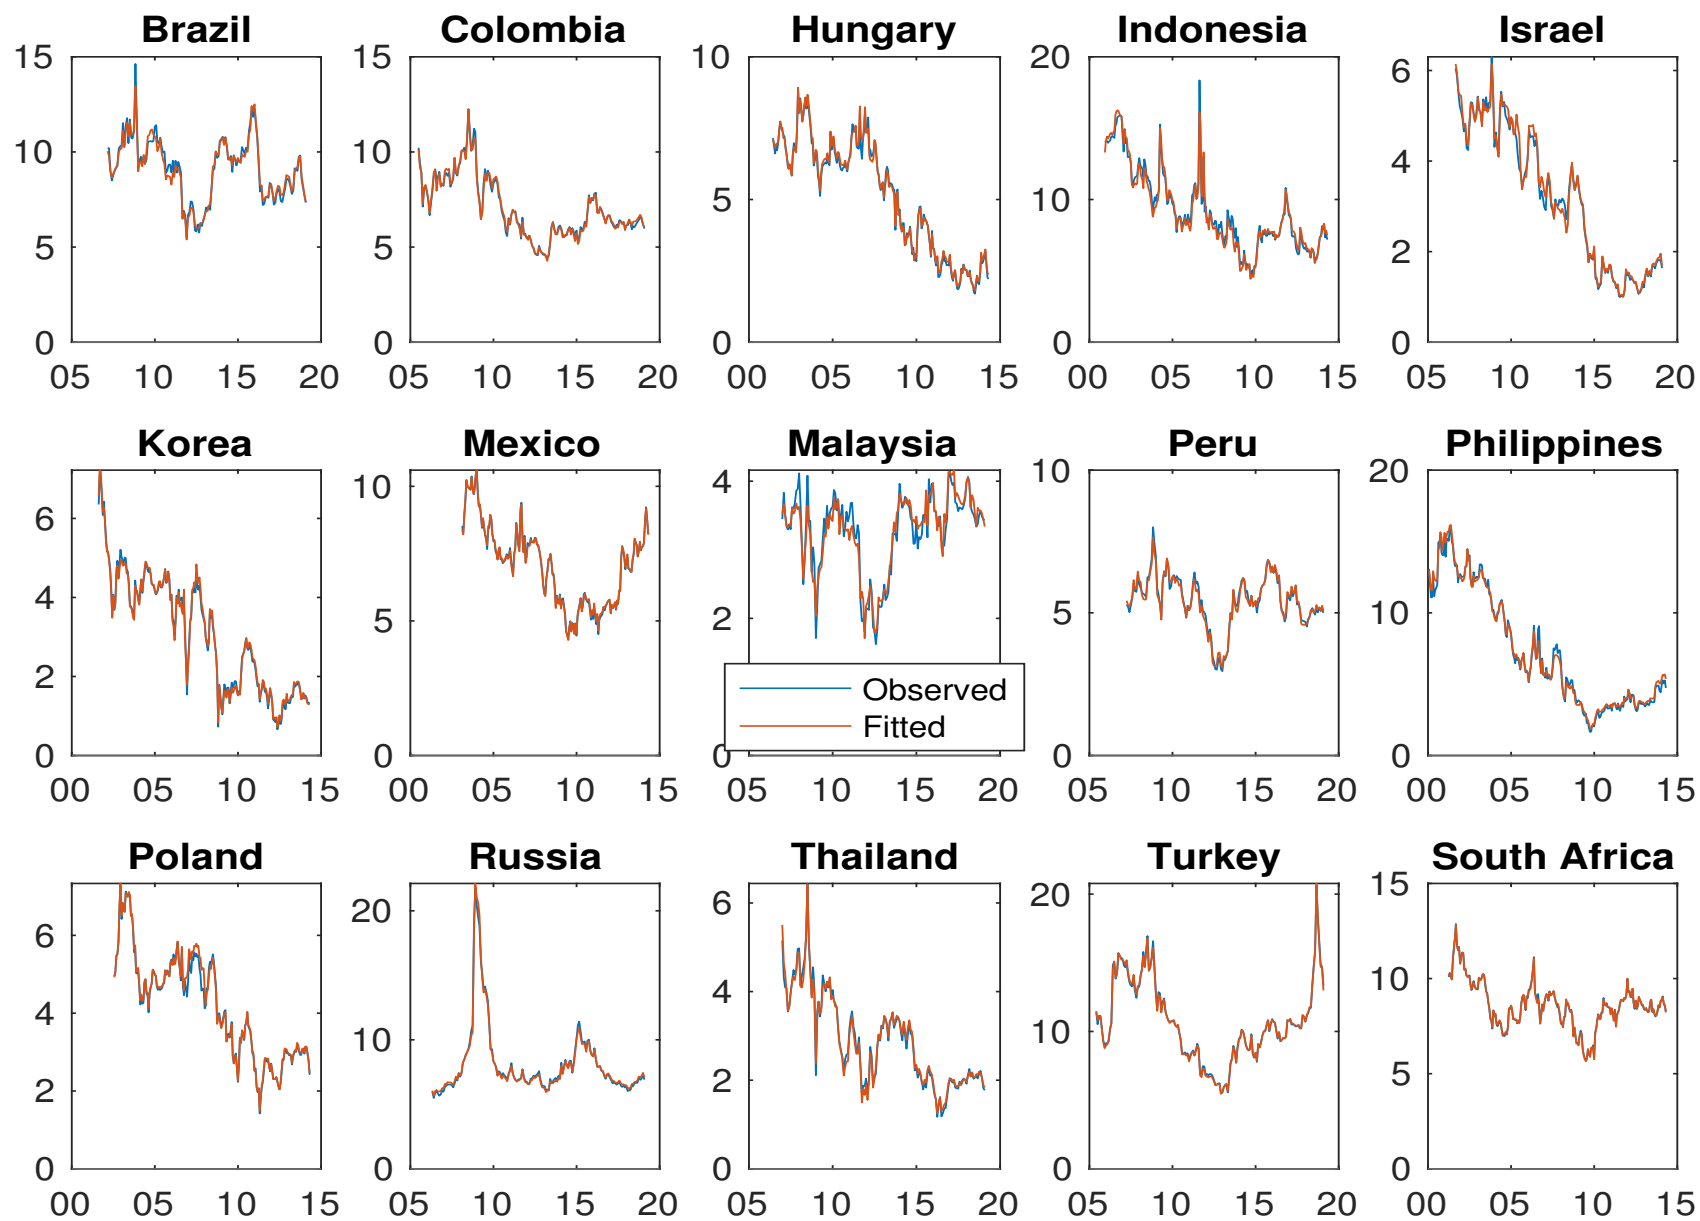 Brazil Colombia Hungary Indonesia Israel
15 15 10 20 6
10 10 5 10 4
5 5 0 0 2
0 0 0
05 10 15 20 05 10 15 20 00 05 10 15 00 05 10 15 05 10 15 20
Korea Mexico Malaysia Peru Philippines
6 10 4 10 20
4 5 2 5 10
2 0 0 0 0
0
Observed
Fitted
00 05 10 15 00 05 10 15 05 10 15 20 05 10 15 20 00 05 10 15
Poland Russia Thailand Turkey South Africa
6 20 6 20 15
4 10 4 10 10
2 0 2 0 5
0 0 0
00 05 10 15 05 10 15 20 05 10 15 20 05 10 15 20 00 05 10 15